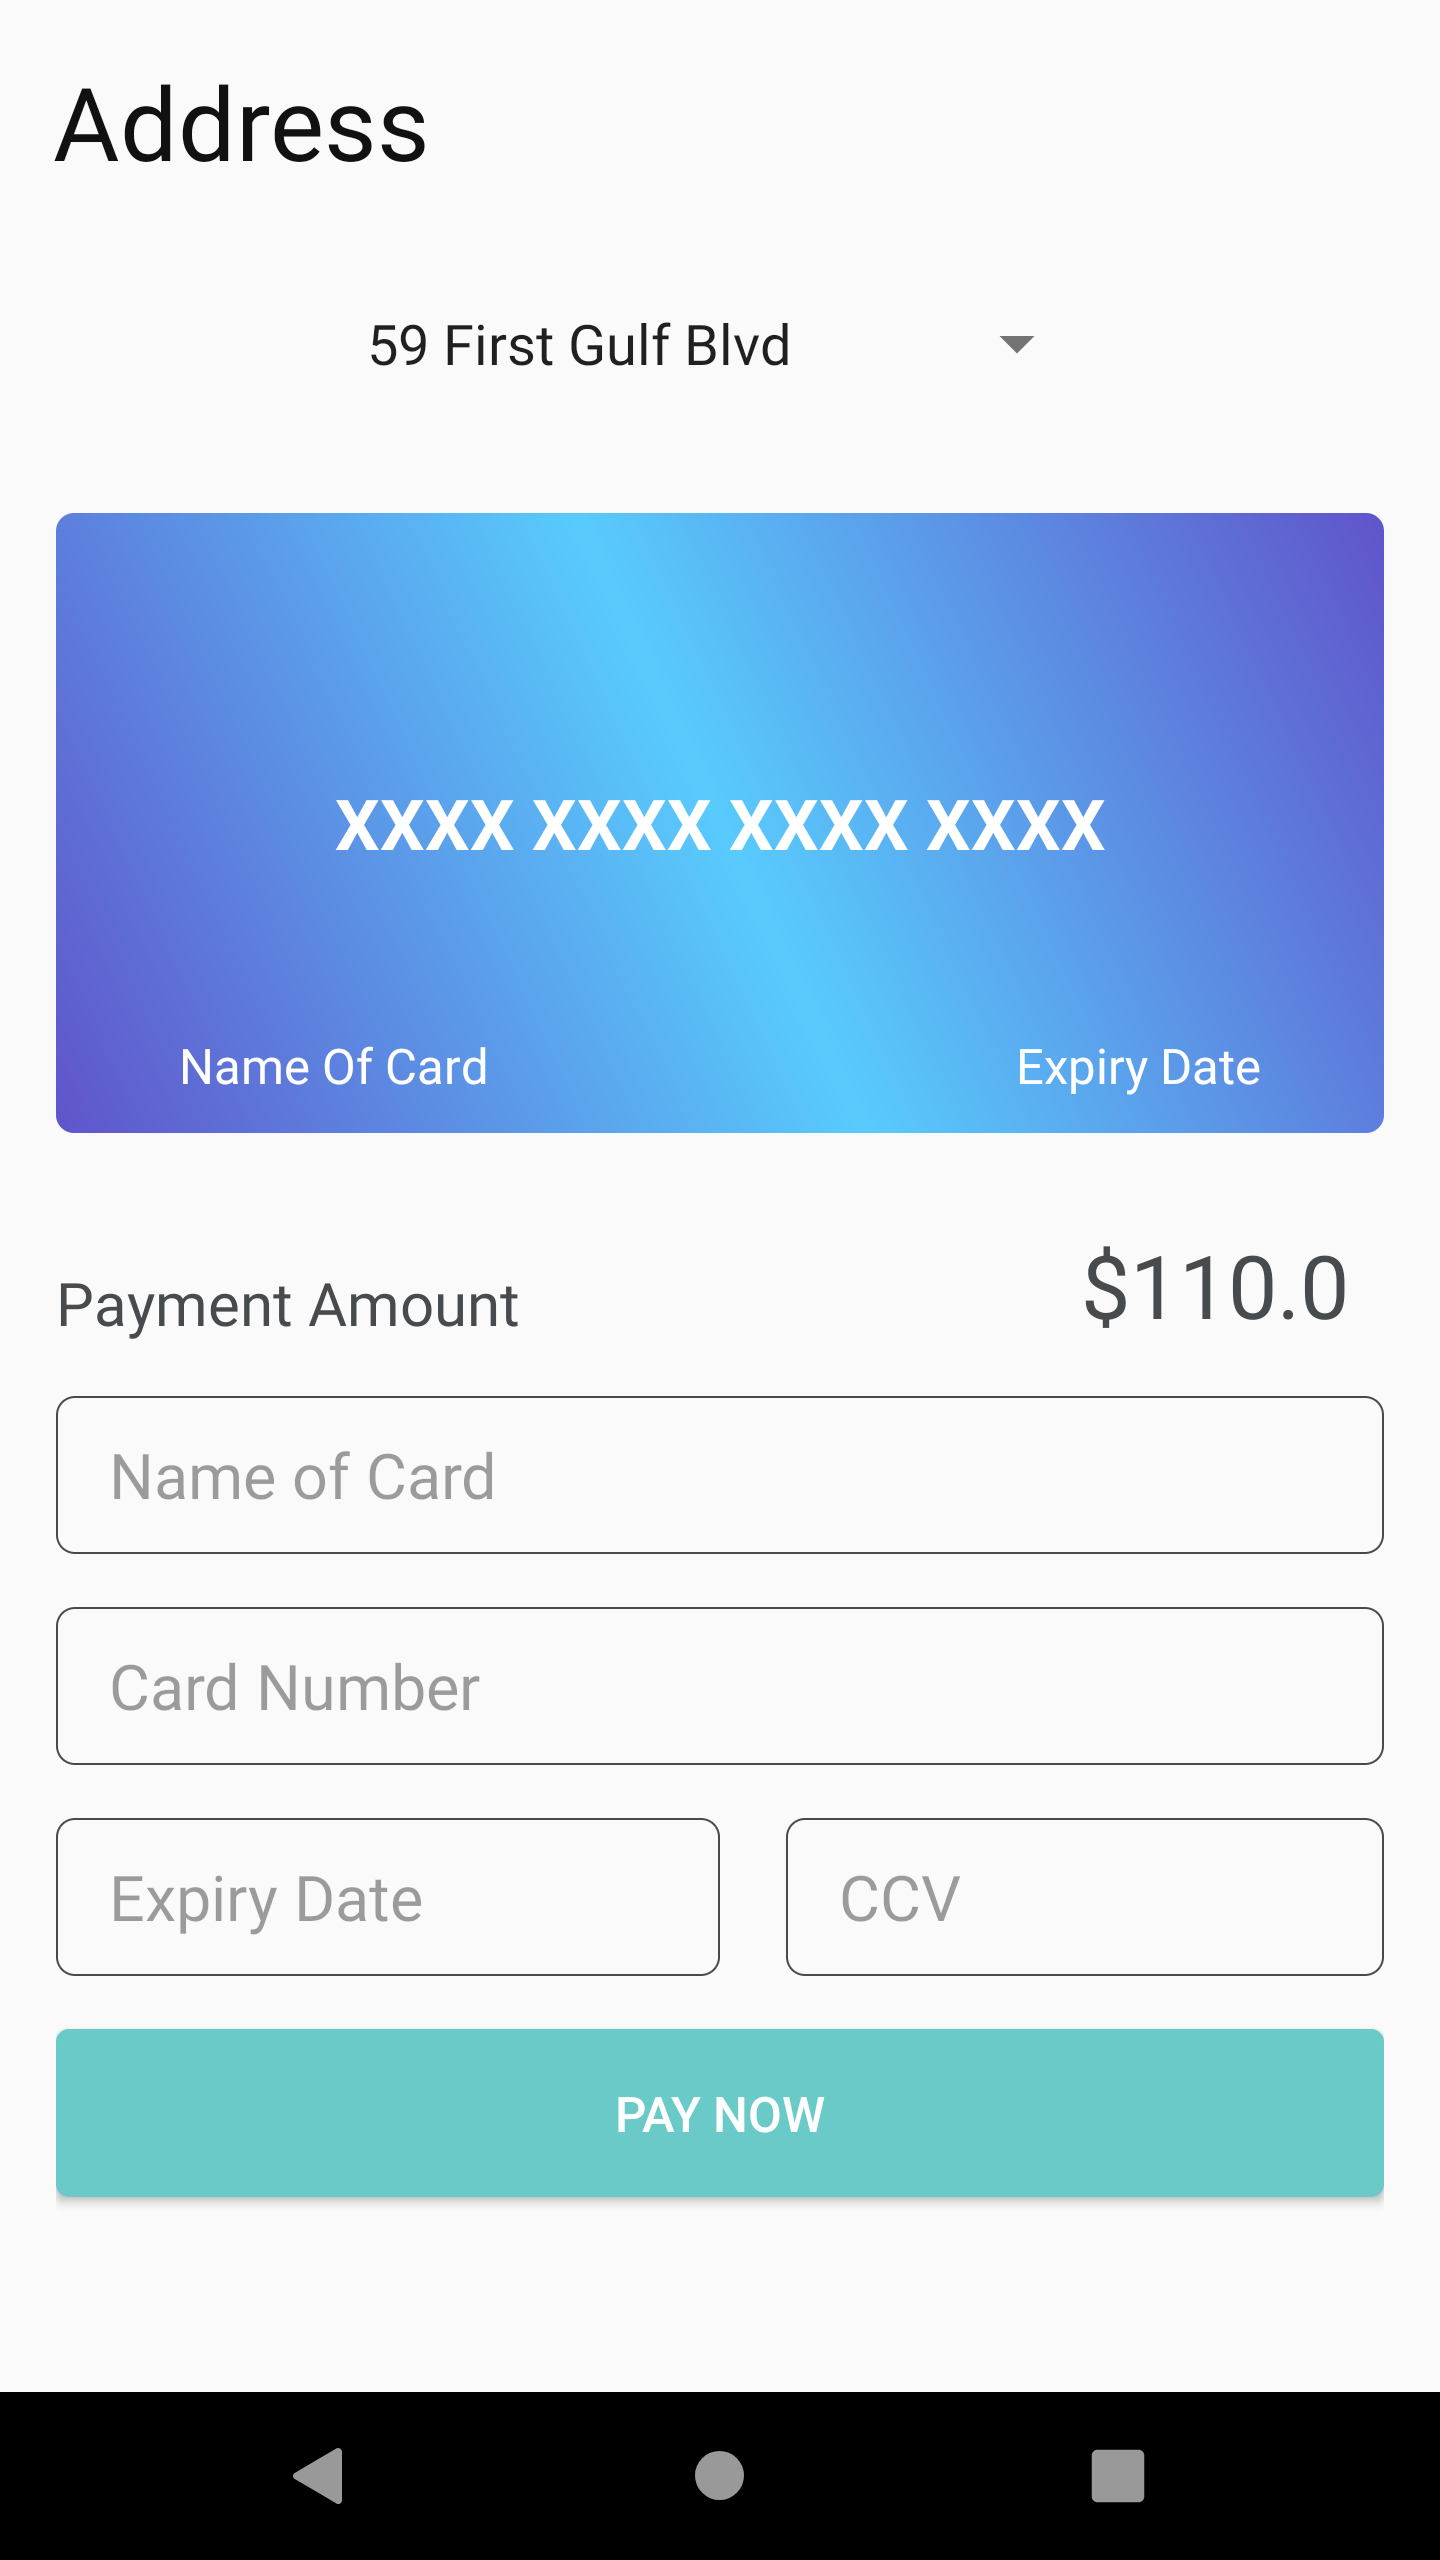 Address
59 First Gulf Blvd
XXXX XXXX XXXX XXXX
Name Of Card Expiry Date
Payment Amount $110.0
Name of Card
Card Number
Expiry Date CCV
PAY NOW